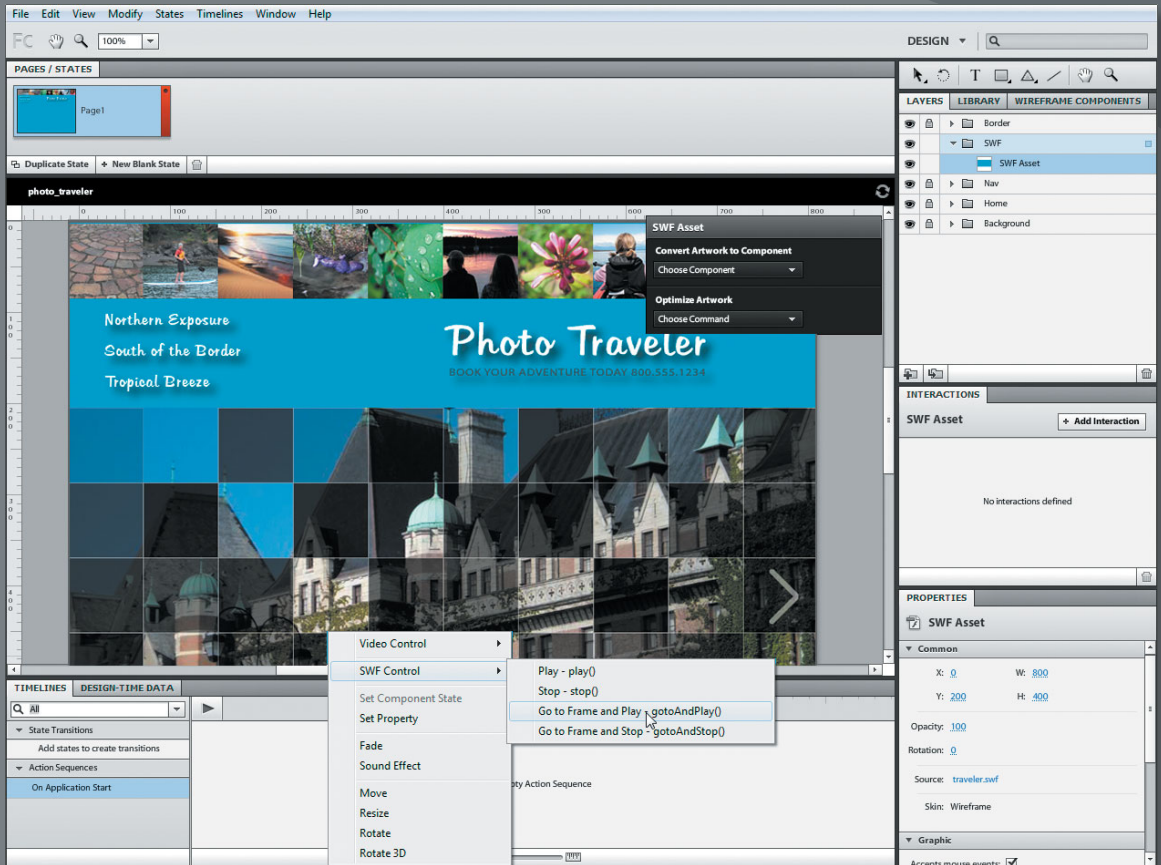 File Edit View Modify States Timelines Window Help
Fc 100% DESIGN
PAGES / STATES
Page1
Duplicate State + New Blank State
photo_traveler
0 100 200 300 400 500 600 700 800
0
100
200
300
400
Northern Exposure
South of the Border
Tropical Breeze
Photo Traveler
BOOK YOUR ADVENTURE TODAY 800.555.1234
SWF Asset
Convert Artwork to Component
Choose Component
Optimize Artwork
Choose Command
Video Control
SWF Control
Set Component State
Set Property
Fade
Sound Effect
Move
Resize
Rotate
Rotate 3D
Play - play()
Stop - stop()
Go to Frame and Play - gotoAndPlay()
Go to Frame and Stop - gotoAndStop()
TIMELINES DESIGN-TIME DATA
All
State Transitions
Add states to create transitions
Action Sequences
On Application Start
Action Sequence
T
LAYERS LIBRARY WIREFRAME COMPONENTS
Border
SWF
SWF Asset
Nav
Home
Background
INTERACTIONS
SWF Asset + Add Interaction
No interactions defined
PROPERTIES
SWF Asset
Common
X: 0 W: 800
Y: 200 H: 400
Opacity: 100
Rotation: 0
Source: traveler.swf
Skin: Wireframe
Graphic
Accepts mouse events: